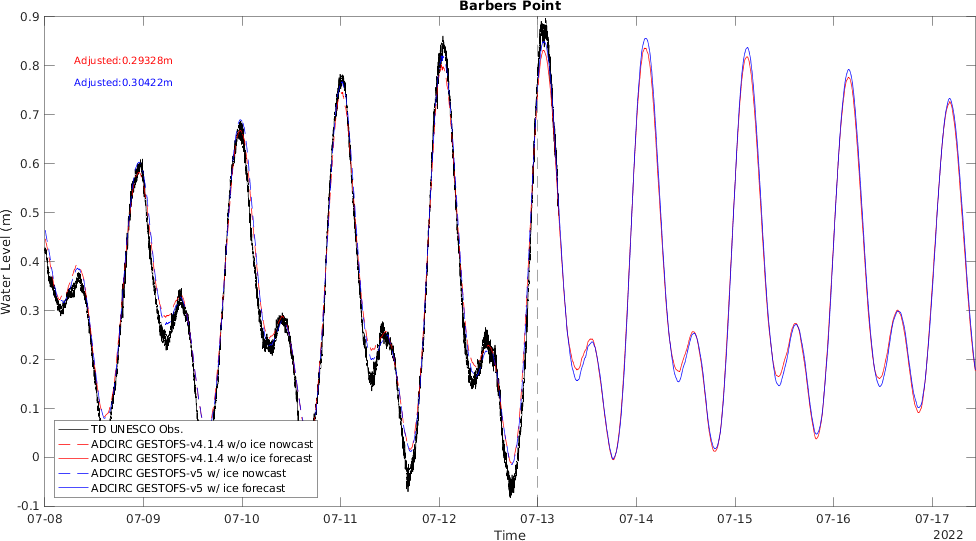 Barbers Point
0.9
Adjusted:0.29328m
0.8
Adjusted:0.30422m
0.7
0.6
0.5
Water Level (m)
0.4
0.3
0.2
0.1
TD UNESCO Obs.
ADCIRC GESTOFS-v4.1.4 w/o ice nowcast
0
ADCIRC GESTOFS-v4.1.4 w/o ice forecast
ADCIRC GESTOFS-v5 w/ ice nowcast
ADCIRC GESTOFS-v5 w/ ice forecast
-0.1
07-08 07-09 07-10 07-11 07-12 07-13 07-14 07-15 07-16 07-17
Time
2022